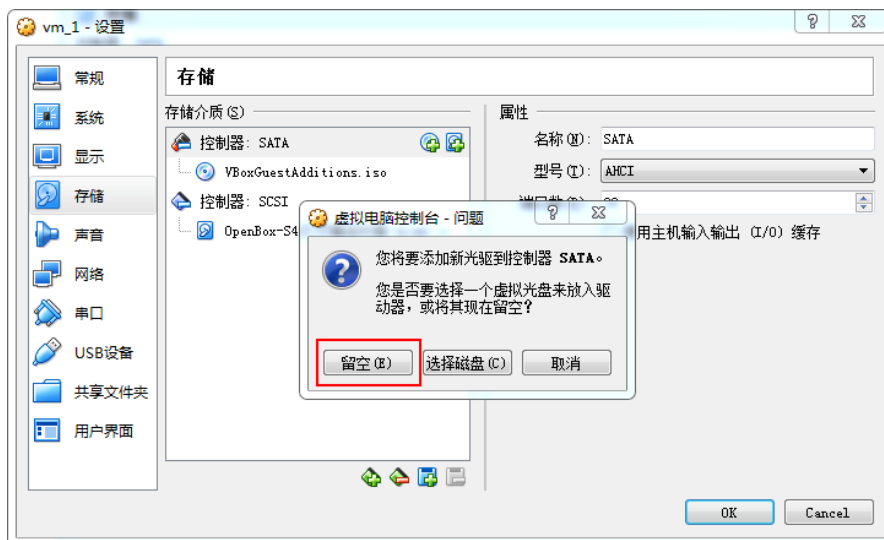 vm_1 - 设置
常规
系统
显示
存储
声音
网络
串口
USB设备
共享文件夹
用户界面
存储
存储介质(S)
控制器: SATA
VBoxGuestAdditions.iso
控制器: SCSI
OpenBox-S4
属性
名称(N): SATA
型号(T): AHCI
用主机输入输出 (I/O) 缓存
虚拟电脑控制台 - 问题
您将要添加新光驱到控制器 SATA。
您是否要选择一个虚拟光盘来放入驱
动器，或将其现在留空?
留空(E) 选择磁盘(C) 取消
OK Cancel